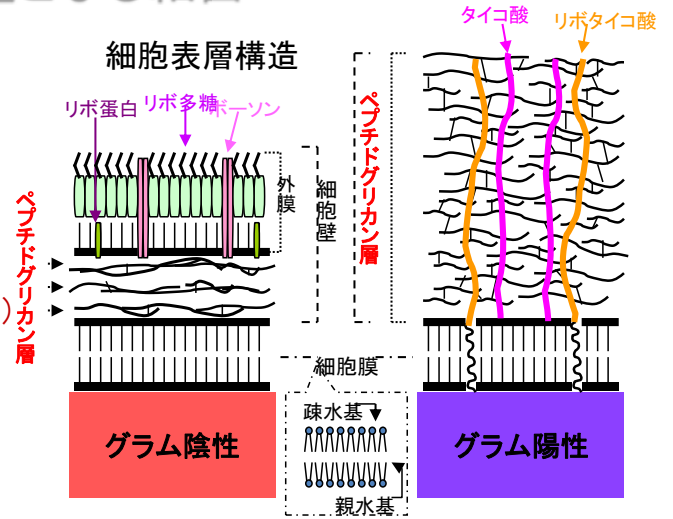 細胞表層構造
タイコ酸
リポタイコ酸
リポ蛋白
リポ多糖
ポーソン
外膜
細胞壁
ペプチドグリカン層
ペプチドグリカン層
)
細胞膜
疎水基
親水基
グラム陰性
グラム陽性